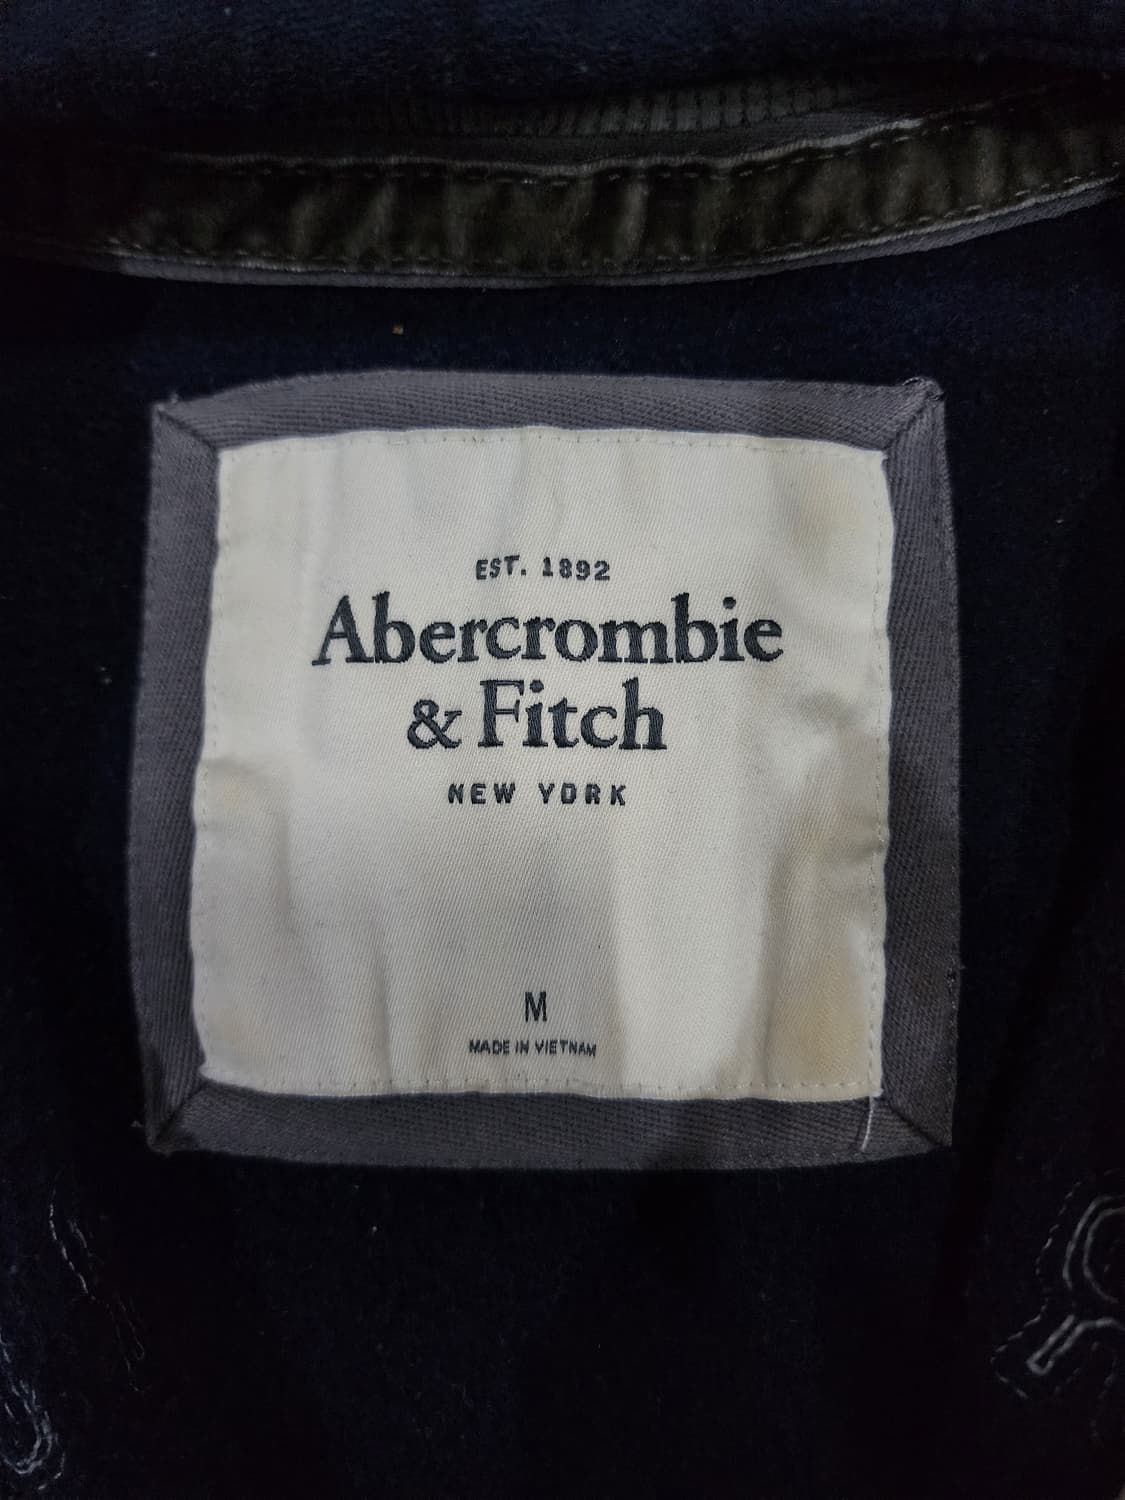 EST. 1892
Abercrombie
& Fitch
NEW YORK
M
MADE IN VIETNAM